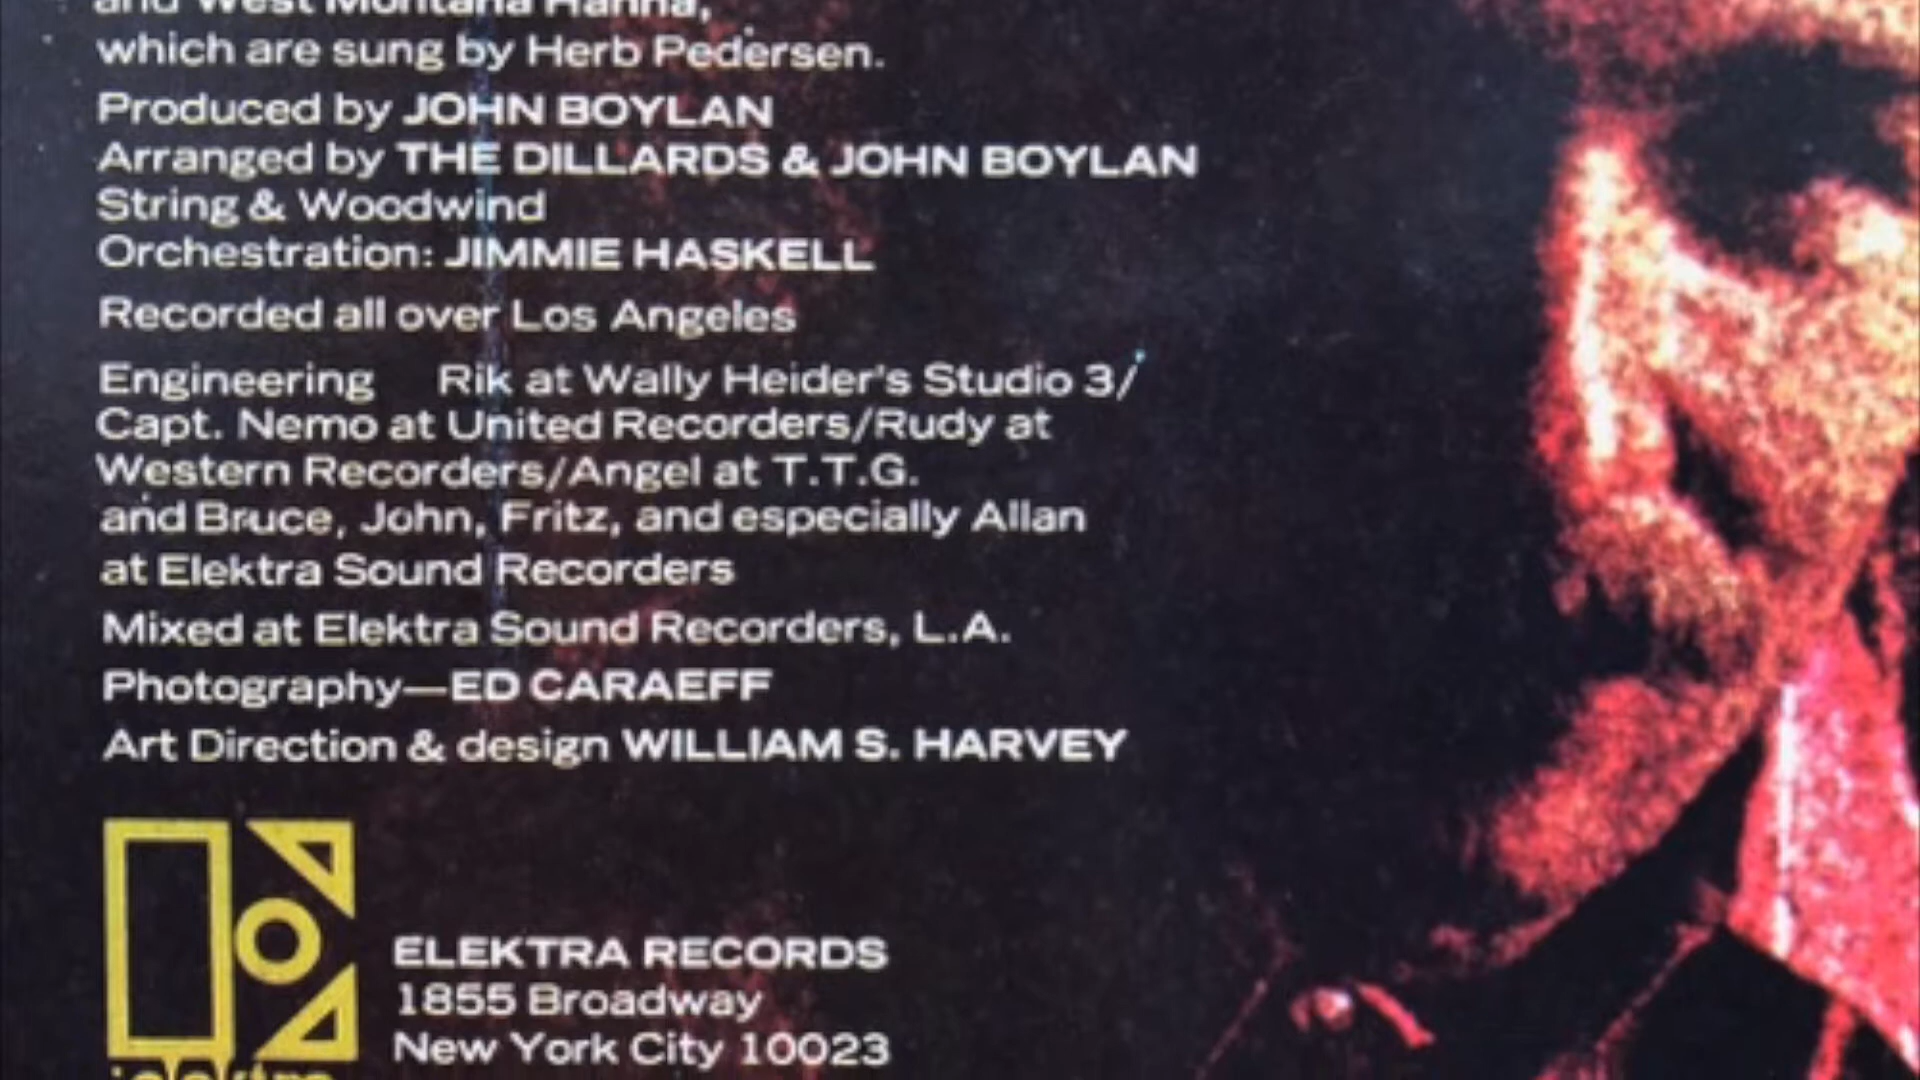 and West Montana Hanna,
which are sung by Herb Pedersen.
Produced by JOHN BOYLAN
Arranged by THE DILLARDS & JOHN BOYLAN
String & Woodwind
Orchestration: JIMMIE HASKELL
Recorded all over Los Angeles
Engineering Rik at Wally Heider's Studio 3/
Capt. Nemo at United Recorders/Rudy at
Western Recorders/Angel at T.T.G.
and Bruce, John, Fritz, and especially Allan
at Elektra Sound Recorders
Mixed at Elektra Sound Recorders, L.A.
Photography—ED CARAEFF
Art Direction & design WILLIAM S. HARVEY
ELEKTRA RECORDS
1855 Broadway
New York City 10023